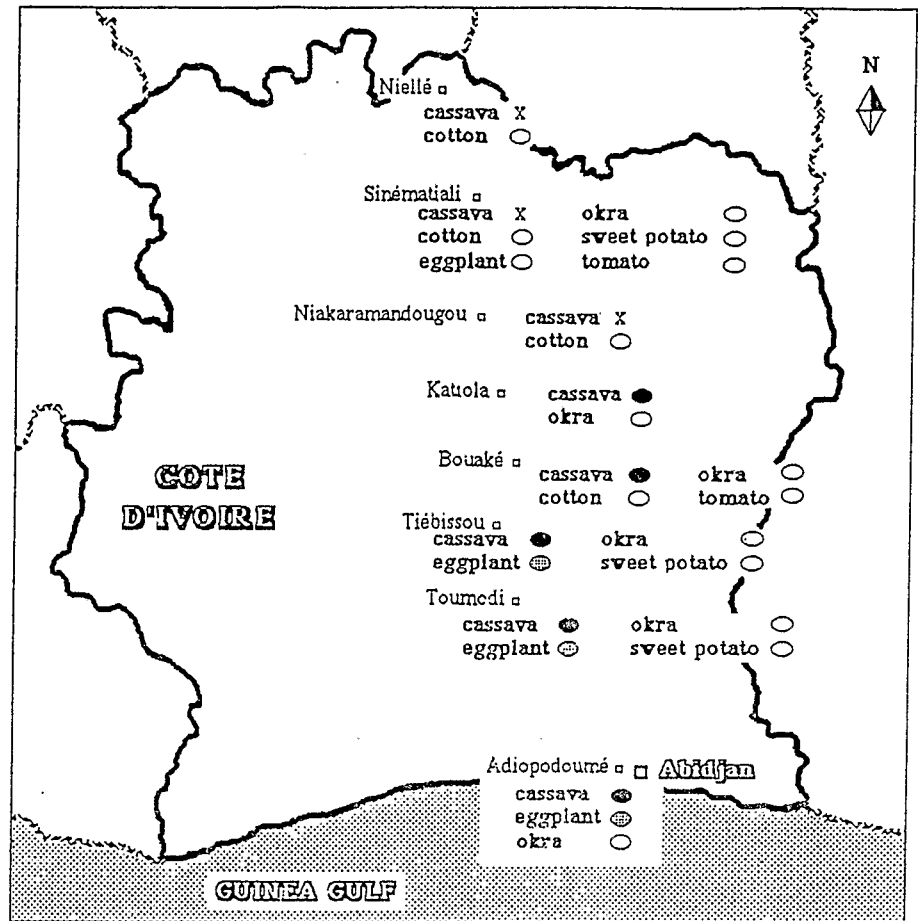 N
Niellé
cassava X
cotton
Sinématiali
cassava X okra
cotton sweet potato
eggplant tomato
Niakaramandougou
cassava X
cotton
Katiola
cassava
okra
Bouaké
cassava okra
cotton tomato
Tiébissou
cassava okra
eggplant sweet potato
COTE
D'IVOIRE
Toumodi
cassava okra
eggplant sweet potato
Adiopodoumé Abidjan
cassava
eggplant
okra
GUINEA GULF